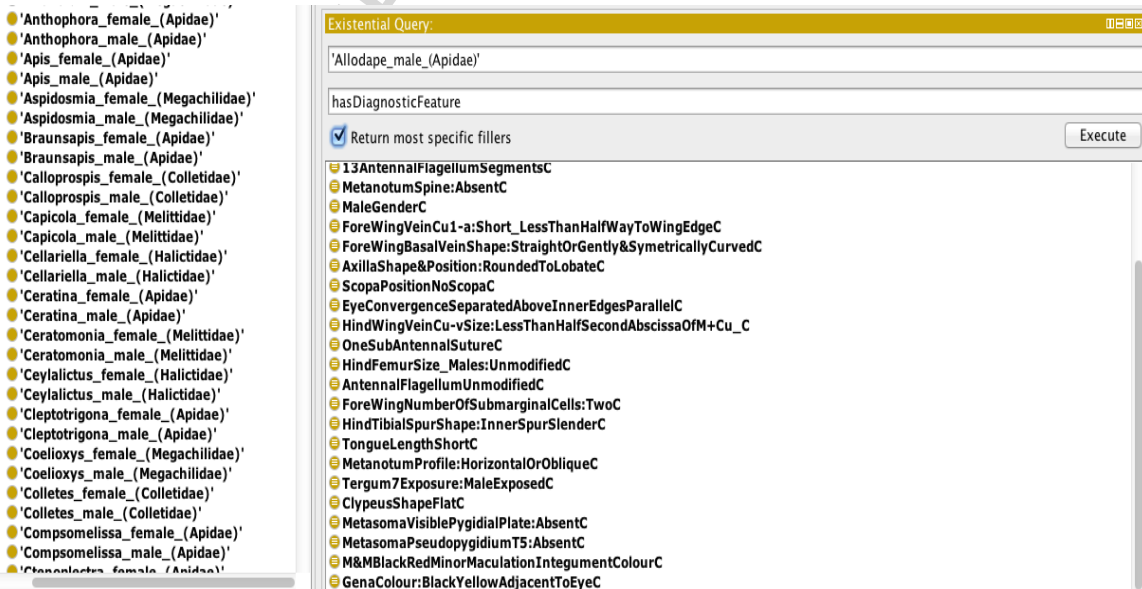 'Anthophora_female_(Apidae)'
'Anthophora_male_(Apidae)'
'Apis_female_(Apidae)'
'Apis_male_(Apidae)'
'Aspidosmia_female_(Megachilidae)'
'Aspidosmia_male_(Megachilidae)'
'Braunsapis_female_(Apidae)'
'Braunsapis_male_(Apidae)'
'Calloprospis_female_(Colletidae)'
'Calloprospis_male_(Colletidae)'
'Capicola_female_(Melittidae)'
'Capicola_male_(Melittidae)'
'Cellariella_female_(Halictidae)'
'Cellariella_male_(Halictidae)'
'Ceratina_female_(Apidae)'
'Ceratina_male_(Apidae)'
'Ceratomonia_female_(Melittidae)'
'Ceratomonia_male_(Melittidae)'
'Ceylalictus_female_(Halictidae)'
'Ceylalictus_male_(Halictidae)'
'Cleptotrigona_female_(Apidae)'
'Cleptotrigona_male_(Apidae)'
'Coelioxys_female_(Megachilidae)'
'Coelioxys_male_(Megachilidae)'
'Colletes_female_(Colletidae)'
'Colletes_male_(Colletidae)'
'Compsomelissa_female_(Apidae)'
'Compsomelissa_male_(Apidae)'
'Ctenoplectra_female_(Apidae)'
Existential Query:
'Allodape_male_(Apidae)'
hasDiagnosticFeature
Return most specific fillers
Execute
13AntennalFlagellumSegmentsC
MetanotumSpine:AbsentC
MaleGenderC
ForeWingVeinCu1-a:Short_LessThanHalfWayToWingEdgeC
ForeWingBasalVeinShape:StraightOrGently&SymetricallyCurvedC
AxillaShape&Position:RoundedToLobateC
ScopaPositionNoScopaC
EyeConvergenceSeparatedAboveInnerEdgesParallelC
HindWingVeinCu-vSize:LessThanHalfSecondAbscissaOfM+Cu_C
OneSubAntennalSutureC
HindFemurSize_Males:UnmodifiedC
AntennalFlagellumUnmodifiedC
ForeWingNumberOfSubmarginalCells:TwoC
HindTibialSpurShape:InnerSpurSlenderC
TongueLengthShortC
MetanotumProfile:HorizontalOrObliqueC
Tergum7Exposure:MaleExposedC
ClypeusShapeFlatC
MetasomaVisiblePygidialPlate:AbsentC
MetasomaPseudopygidiumT5:AbsentC
M&MBlackRedMinorMaculationIntegumentColourC
GenaColour:BlackYellowAdjacentToEyeC